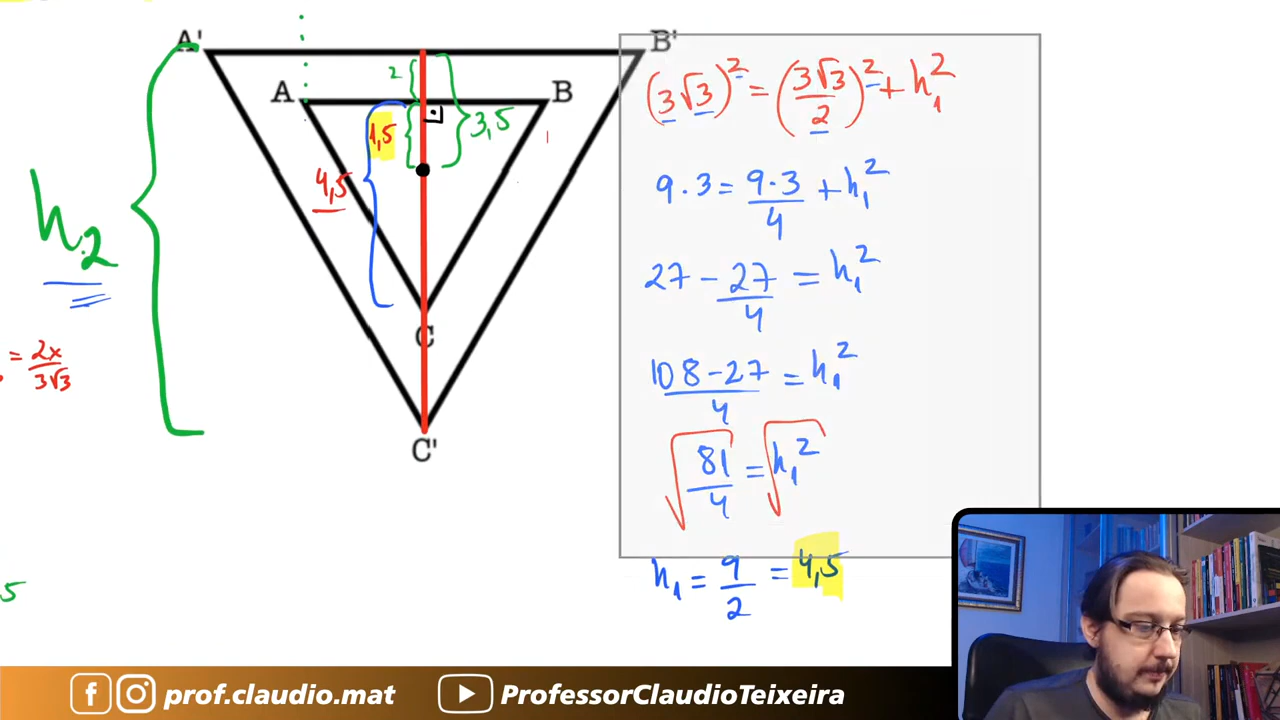 A'
B'
A
B
2
1,5
3,5
4,5
h₂
C
C'
= 2x/3√3
5
(3√3)² = (3√3/2)² + h₁²
9·3 = 9·3/4 + h₁²
27 - 27/4 = h₁²
108-27/4 = h₁²
√81/4 = √h₁²
h₁ = 9/2 = 4,5
prof.claudio.mat
ProfessorClaudioTeixeira